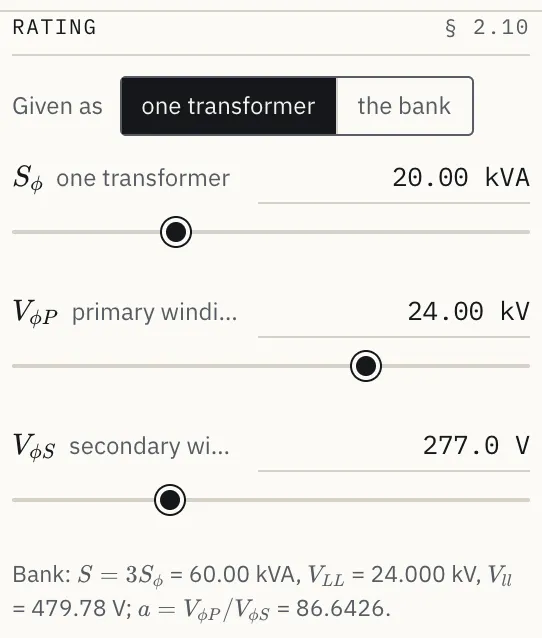 RATING § 2.10
Given as one transformer the bank
Sϕ one transformer 20.00 kVA
VϕP primary windi... 24.00 kV
VϕS secondary wi... 277.0 V
Bank: S = 3Sϕ = 60.00 kVA, VLL = 24.000 kV, Vll
= 479.78 V; a = VϕP/VϕS = 86.6426.